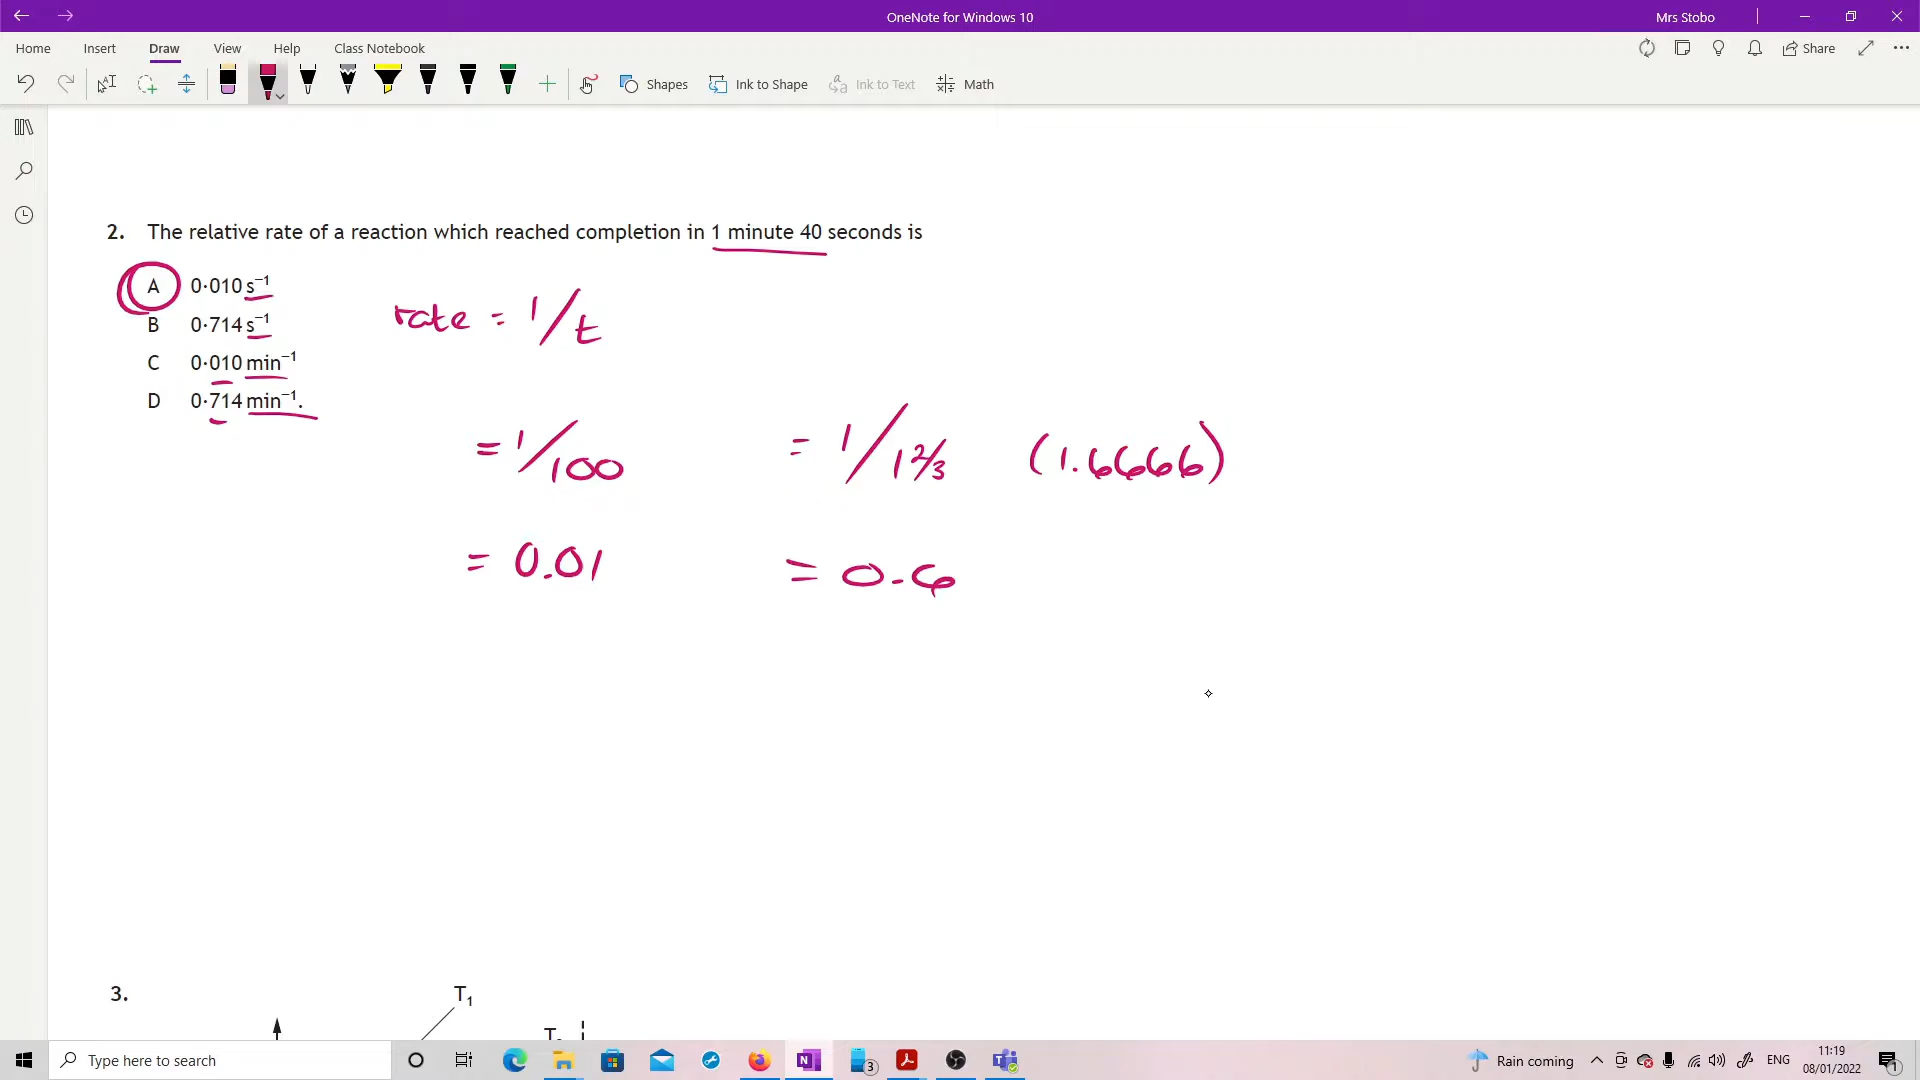 OneNote for Windows 10
Mrs Stobo
Home Insert Draw View Help Class Notebook
Share
Shapes Ink to Shape Ink to Text Math
2. The relative rate of a reaction which reached completion in 1 minute 40 seconds is
A 0·010 s⁻¹
B 0·714 s⁻¹
C 0·010 min⁻¹
D 0·714 min⁻¹.
rate = 1/t
= 1/100 = 1/1 2/3 (1.6666)
= 0.01 = 0.6
3.
T₁
Type here to search
3
Rain coming
ENG
11:19
08/01/2022
1